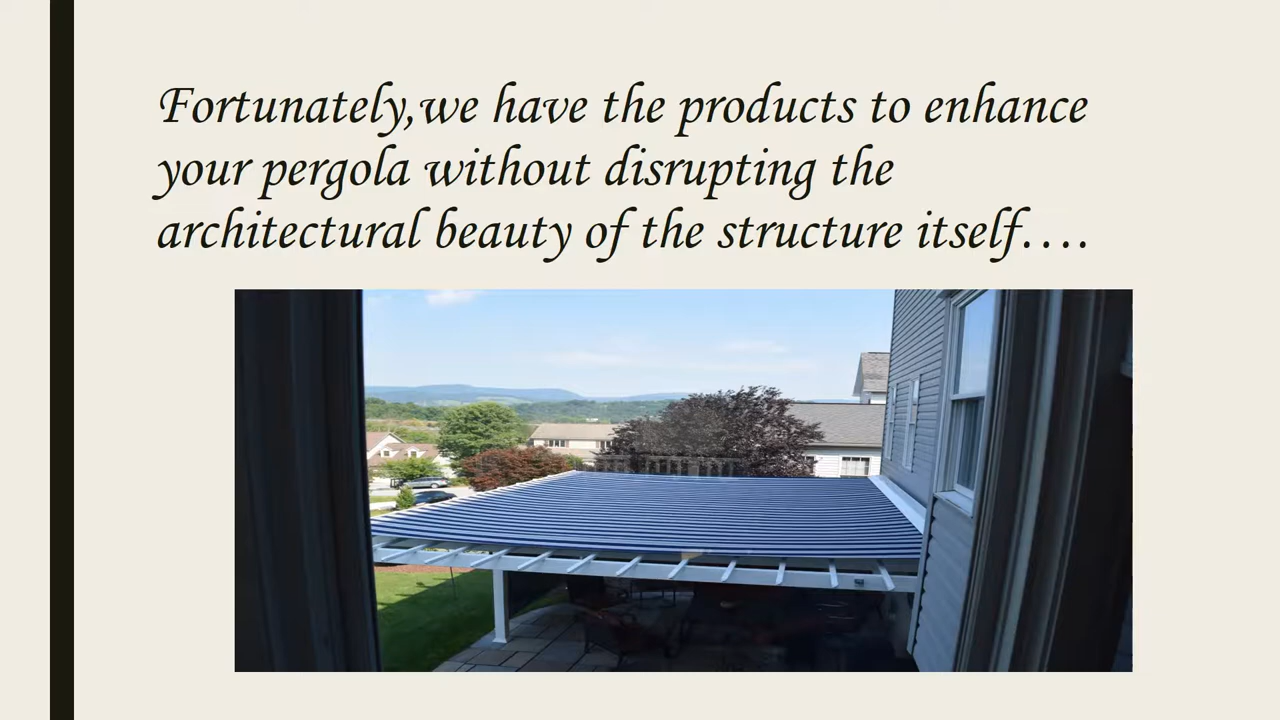 Fortunately,we have the products to enhance
your pergola without disrupting the
architectural beauty of the structure itself….